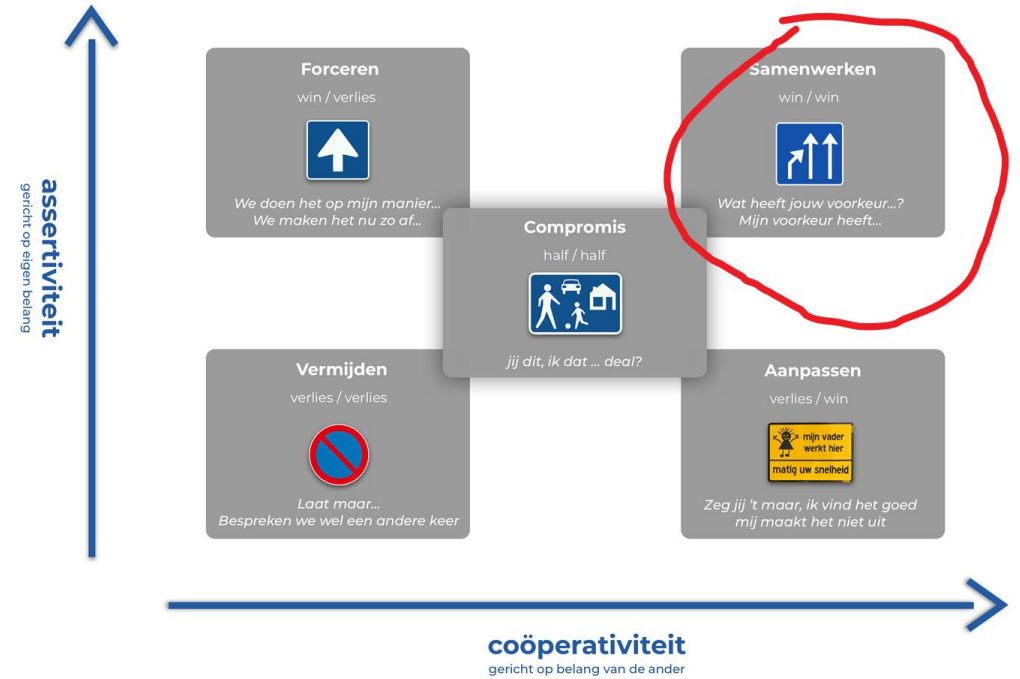 Forceren
win / verlies
We doen het op mijn manier...
We maken het nu zo af...
Samenwerken
win / win
Wat heeft jouw voorkeur...?
Mijn voorkeur heeft...
Compromis
half / half
jij dit, ik dat ... deal?
Vermijden
verlies / verlies
Laat maar...
Bespreken we wel een andere keer
Aanpassen
verlies / win
mijn vader
werkt hier
matig uw snelheid
Zeg jij 't maar, ik vind het goed
mij maakt het niet uit
assertiviteit
gericht op eigen belang
coöperativiteit
gericht op belang van de ander